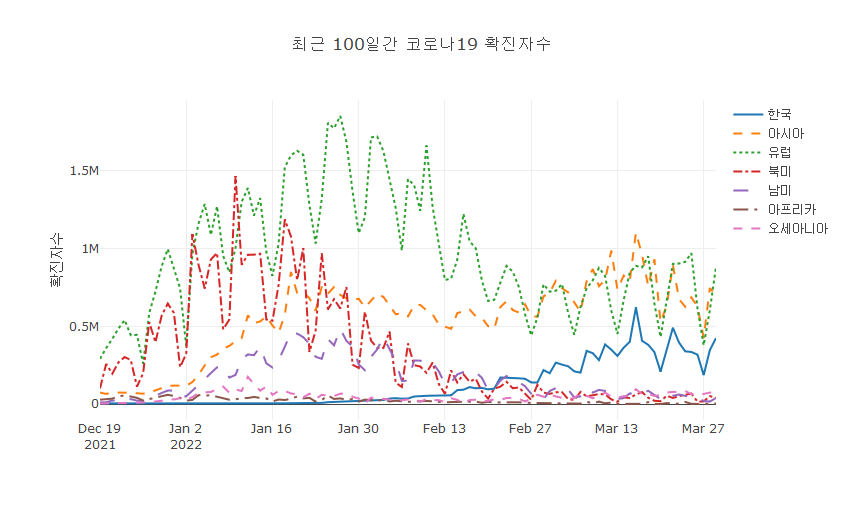 최근 100일간 코로나19 확진자수
확진자수
1.5M
1M
0.5M
0
Dec 19
2021
Jan 2
2022
Jan 16
Jan 30
Feb 13
Feb 27
Mar 13
Mar 27
한국
아시아
유럽
북미
남미
아프리카
오세아니아